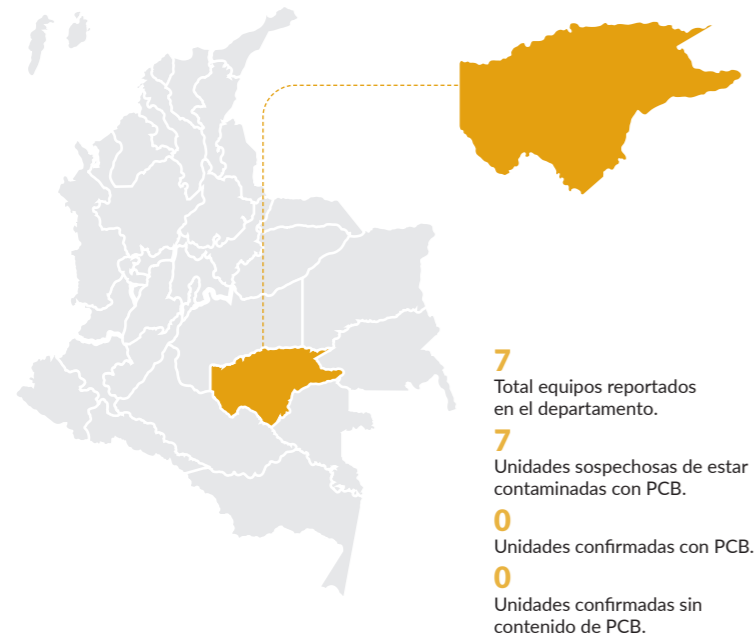 7
Total equipos reportados
en el departamento.
7
Unidades sospechosas de estar
contaminadas con PCB.
0
Unidades confirmadas con PCB.
0
Unidades confirmadas sin
contenido de PCB.